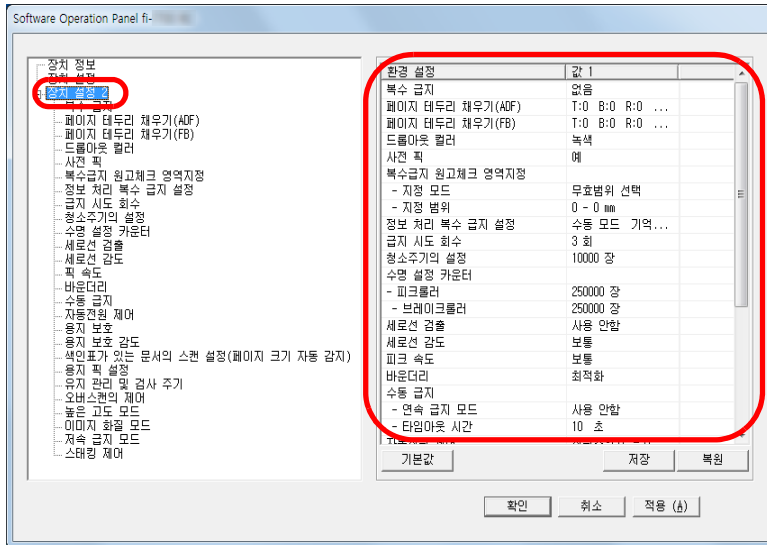 Software Operation Panel fi-
장치 정보
장치 설정
장치 설정 2
복수 급지
페이지 테두리 채우기(ADF)
페이지 테두리 채우기(FB)
드롭아웃 컬러
사전 픽
복수급지 원고체크 영역지정
정보 처리 복수 급지 설정
급지 시도 회수
청소주기의 설정
수명 설정 카운터
세로선 검출
세로선 감도
픽 속도
바운더리
수동 급지
자동전원 제어
용지 보호
용지 보호 감도
색인표가 있는 문서의 스캔 설정(페이지 크기 자동 감지)
용지 픽 설정
유지 관리 및 검사 주기
오버스캔의 제어
높은 고도 모드
이미지 화질 모드
저속 급지 모드
스태킹 제어
환경 설정 값 1
복수 급지 없음
페이지 테두리 채우기(ADF) T:0 B:0 R:0 ...
페이지 테두리 채우기(FB) T:0 B:0 R:0 ...
드롭아웃 컬러 녹색
사전 픽 예
복수급지 원고체크 영역지정
- 지정 모드 무효범위 선택
- 지정 범위 0 - 0 mm
정보 처리 복수 급지 설정 수동 모드 기억...
급지 시도 회수 3 회
청소주기의 설정 10000 장
수명 설정 카운터
- 피크롤러 250000 장
- 브레이크롤러 250000 장
세로선 검출 사용 안함
세로선 감도 보통
피크 속도 보통
바운더리 최적화
수동 급지
- 연속 급지 모드 사용 안함
- 타임아웃 시간 10 초
기본값 저장 복원
확인 취소 적용 (A)